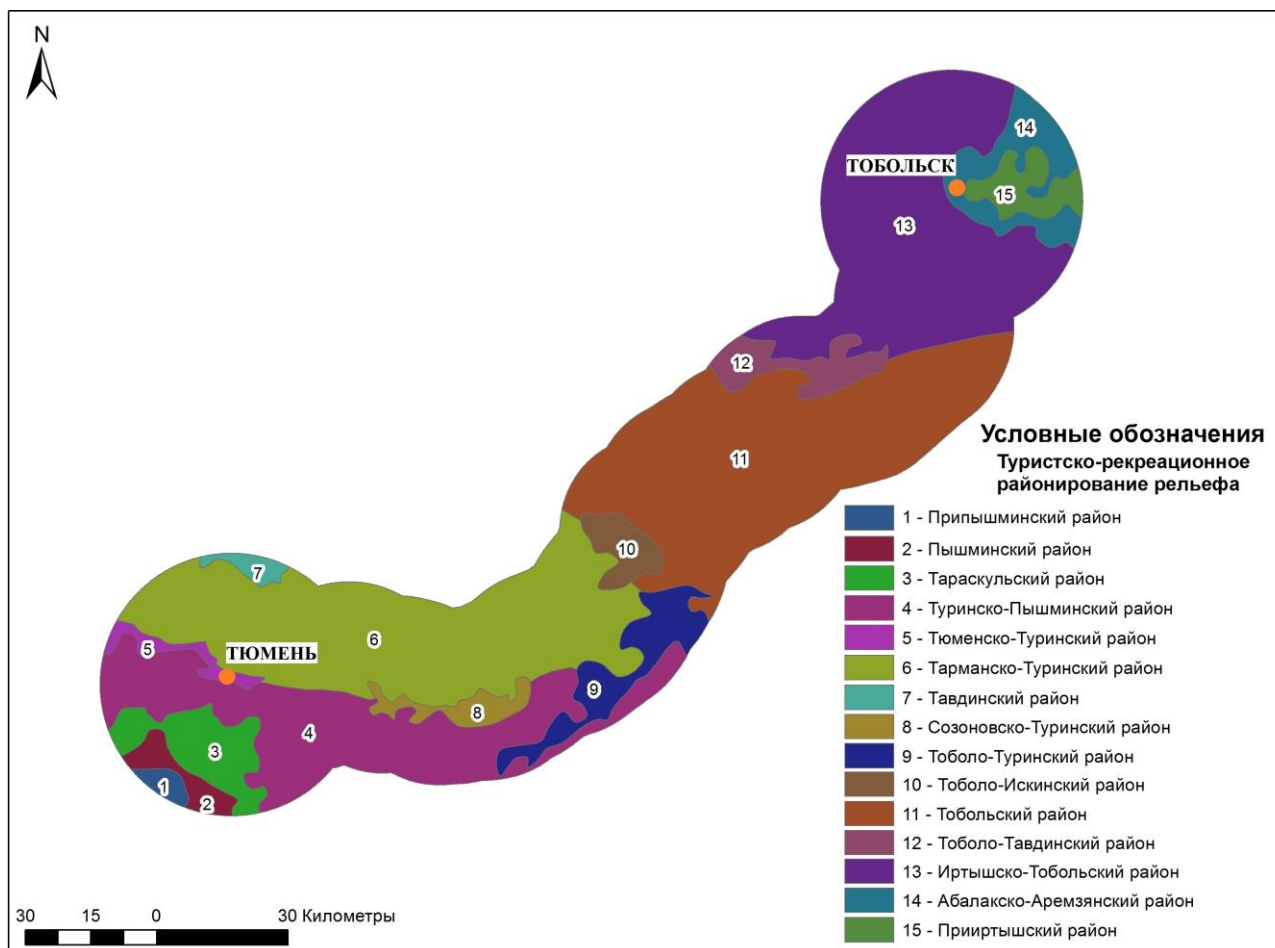 N
14
ТОБОЛЬСК
15
13
12
11
10
7
6
5
ТЮМЕНЬ
9
8
4
3
1
2
Условные обозначения
Туристско-рекреационное
районирование рельефа
1 - Припышминский район
2 - Пышминский район
3 - Тараскульский район
4 - Туринско-Пышминский район
5 - Тюменско-Туринский район
6 - Тарманско-Туринский район
7 - Тавдинский район
8 - Созоновско-Туринский район
9 - Тоболо-Туринский район
10 - Тоболо-Искинский район
11 - Тобольский район
12 - Тоболо-Тавдинский район
13 - Иртышско-Тобольский район
14 - Абалакско-Аремзянский район
15 - Прииртышский район
30 15 0 30 Километры